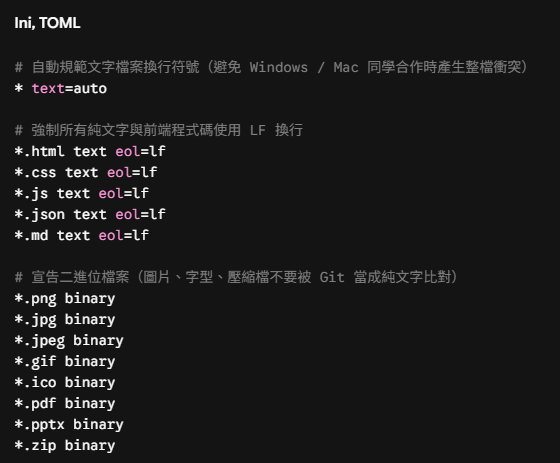 Ini, TOML
# 自動規範文字檔案換行符號（避免 Windows / Mac 同學合作時產生整檔衝突）
* text=auto
# 強制所有純文字與前端程式碼使用 LF 換行
*.html text eol=lf
*.css text eol=lf
*.js text eol=lf
*.json text eol=lf
*.md text eol=lf
# 宣告二進位檔案（圖片、字型、壓縮檔不要被 Git 當成純文字比對）
*.png binary
*.jpg binary
*.jpeg binary
*.gif binary
*.ico binary
*.pdf binary
*.pptx binary
*.zip binary